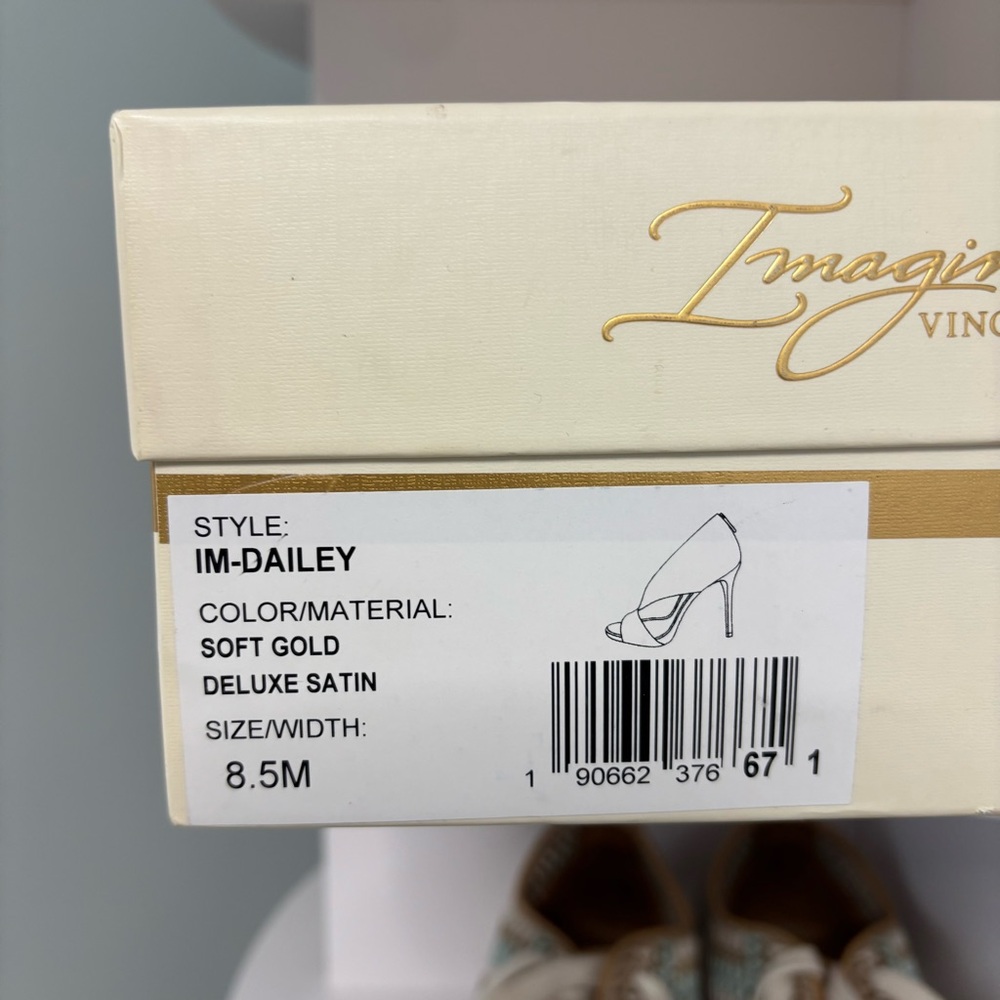 Imagin
VINC
STYLE:
IM-DAILEY
COLOR/MATERIAL:
SOFT GOLD
DELUXE SATIN
SIZE/WIDTH:
8.5M
1 90662 376 67 1